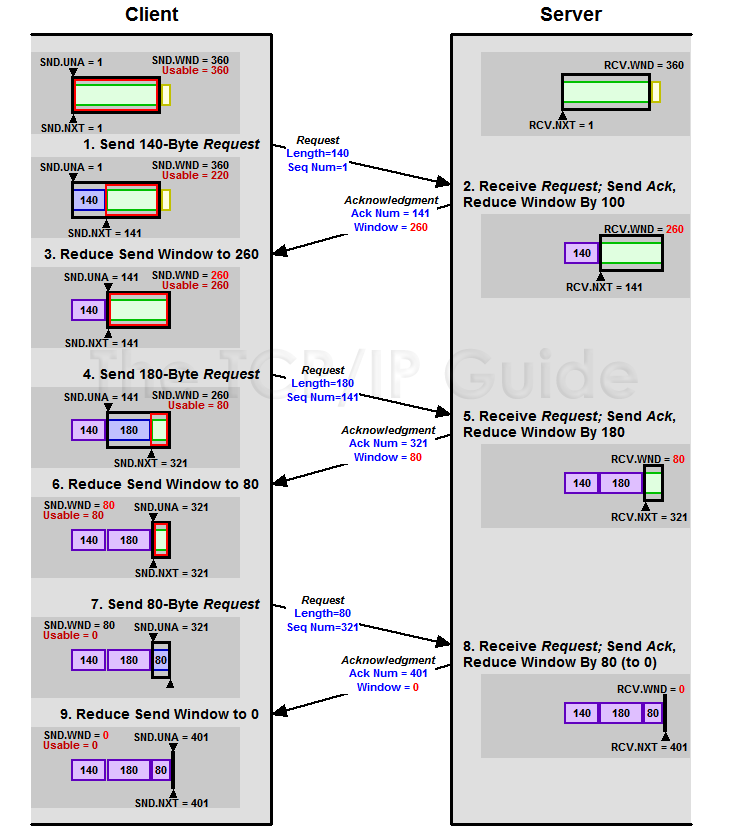 Client
Server
SND.UNA = 1
SND.WND = 360
Usable = 360
SND.NXT = 1
RCV.WND = 360
RCV.NXT = 1
1. Send 140-Byte Request
Request
Length=140
Seq Num=1
SND.UNA = 1
SND.WND = 360
Usable = 220
140
SND.NXT = 141
2. Receive Request; Send Ack,
Reduce Window By 100
Acknowledgment
Ack Num = 141
Window = 260
RCV.WND = 260
140
RCV.NXT = 141
3. Reduce Send Window to 260
SND.UNA = 141
SND.WND = 260
Usable = 260
140
SND.NXT = 141
The TCP/IP Guide
4. Send 180-Byte Request
Request
Length=180
Seq Num=141
SND.UNA = 141
SND.WND = 260
Usable = 80
140
180
SND.NXT = 321
5. Receive Request; Send Ack,
Reduce Window By 180
Acknowledgment
Ack Num = 321
Window = 80
RCV.WND = 80
140
180
RCV.NXT = 321
6. Reduce Send Window to 80
SND.WND = 80
Usable = 80
SND.UNA = 321
140
180
SND.NXT = 321
7. Send 80-Byte Request
Request
Length=80
Seq Num=321
SND.WND = 80
Usable = 0
SND.UNA = 321
140
180
80
8. Receive Request; Send Ack,
Reduce Window By 80 (to 0)
Acknowledgment
Ack Num = 401
Window = 0
RCV.WND = 0
140
180
80
RCV.NXT = 401
9. Reduce Send Window to 0
SND.WND = 0
Usable = 0
SND.UNA = 401
140
180
80
SND.NXT = 401